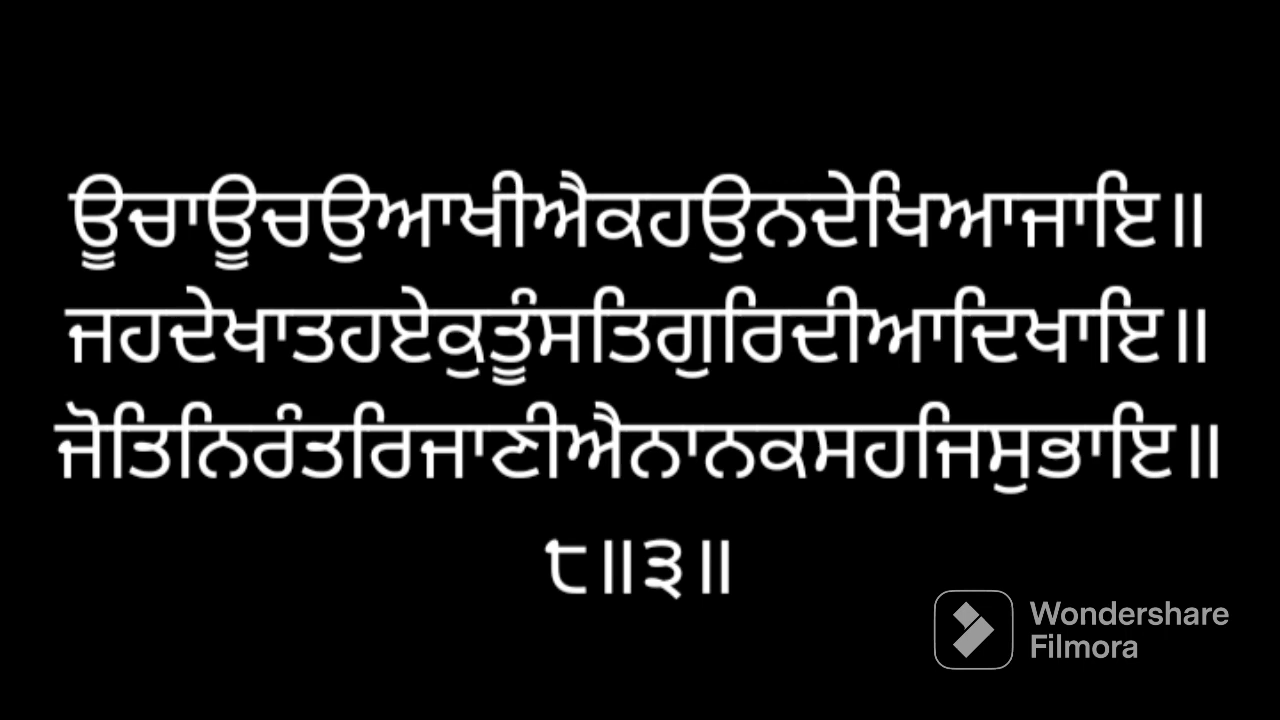 ਊਚਾਊਚਉਆਖੀਐਕਹਉਨਦੇਖਿਆਜਾਇ॥
ਜਹਦੇਖਾਤਹਏਕੁਤੂੰਸਤਿਗੁਰਿਦੀਆਦਿਖਾਇ॥
ਜੋਤਿਨਿਰੰਤਰਿਜਾਣੀਐਨਾਨਕਸਹਜਿਸੁਭਾਇ॥
੮॥੩॥
Wondershare
Filmora